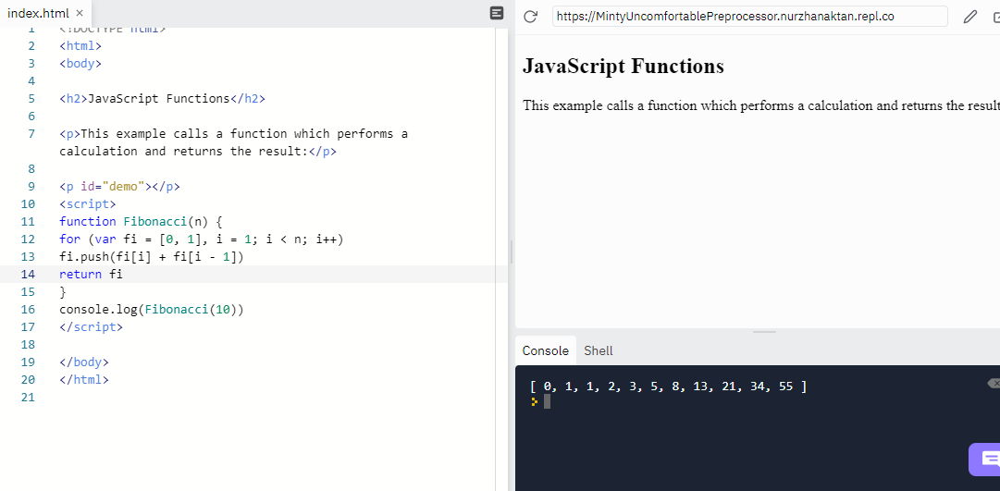 index.html ×
https://MintyUncomfortablePreprocessor.nurzhanaktan.repl.co
1 <!DOCTYPE html>
2 <html>
3 <body>
4
5 <h2>JavaScript Functions</h2>
6
7 <p>This example calls a function which performs a
calculation and returns the result:</p>
8
9 <p id="demo"></p>
10 <script>
11 function Fibonacci(n) {
12 for (var fi = [0, 1], i = 1; i < n; i++)
13 fi.push(fi[i] + fi[i - 1])
14 return fi
15 }
16 console.log(Fibonacci(10))
17 </script>
18
19 </body>
20 </html>
21
JavaScript Functions
This example calls a function which performs a calculation and returns the result
Console Shell
[ 0, 1, 1, 2, 3, 5, 8, 13, 21, 34, 55 ]